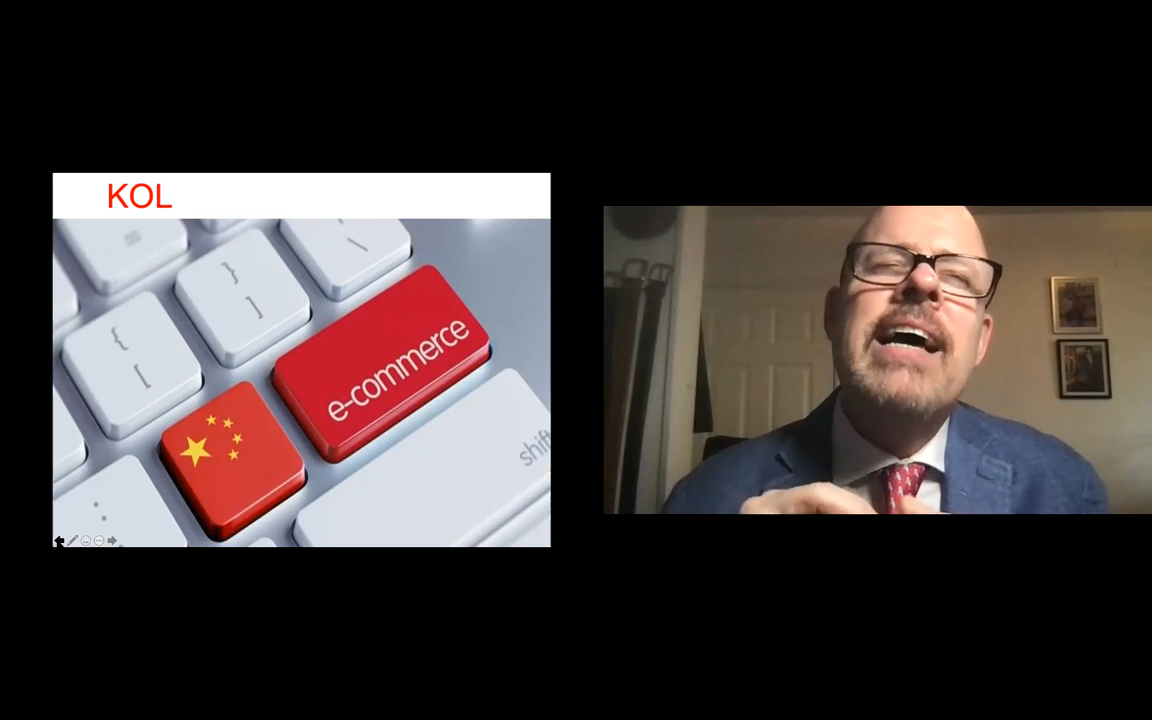 KOL
/
}
]
{
[
e-commerce
shift